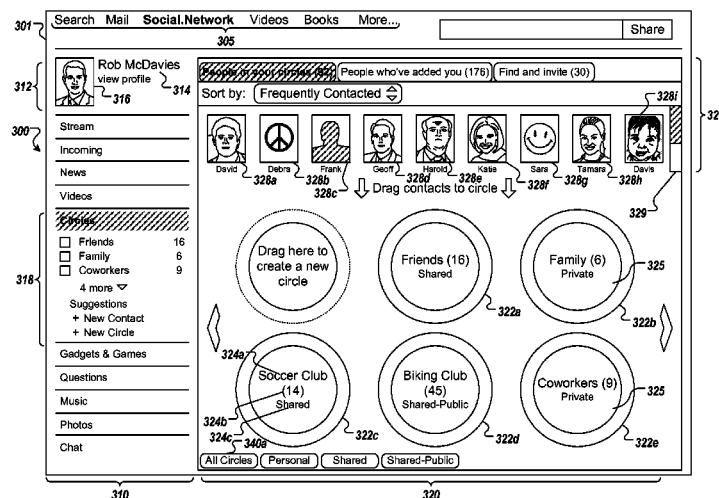 301
Search Mail Social.Network Videos Books More...
305
Share
312
Rob McDavies
view profile
314
316
300
People in your circles (92)
People who've added you (176)
Find and invite (30)
Sort by: Frequently Contacted
328i
32
David
Debra
Frank
Geoff
Harold
Katie
Sara
Tamara
Davis
328a
328b
328c
328d
328e
328f
328g
328h
329
Drag contacts to circle
Stream
Incoming
News
Videos
Circles
318
Friends 16
Family 6
Coworkers 9
4 more
Suggestions
+ New Contact
+ New Circle
Gadgets & Games
Questions
Music
Photos
Chat
Drag here to
create a new
circle
Friends (16)
Shared
322a
Family (6)
Private
325
322b
324a
Soccer Club
(14)
Shared
324b
324c
340a
322c
Biking Club
(45)
Shared-Public
322d
Coworkers (9)
Private
325
322e
All Circles
Personal
Shared
Shared-Public
310
320